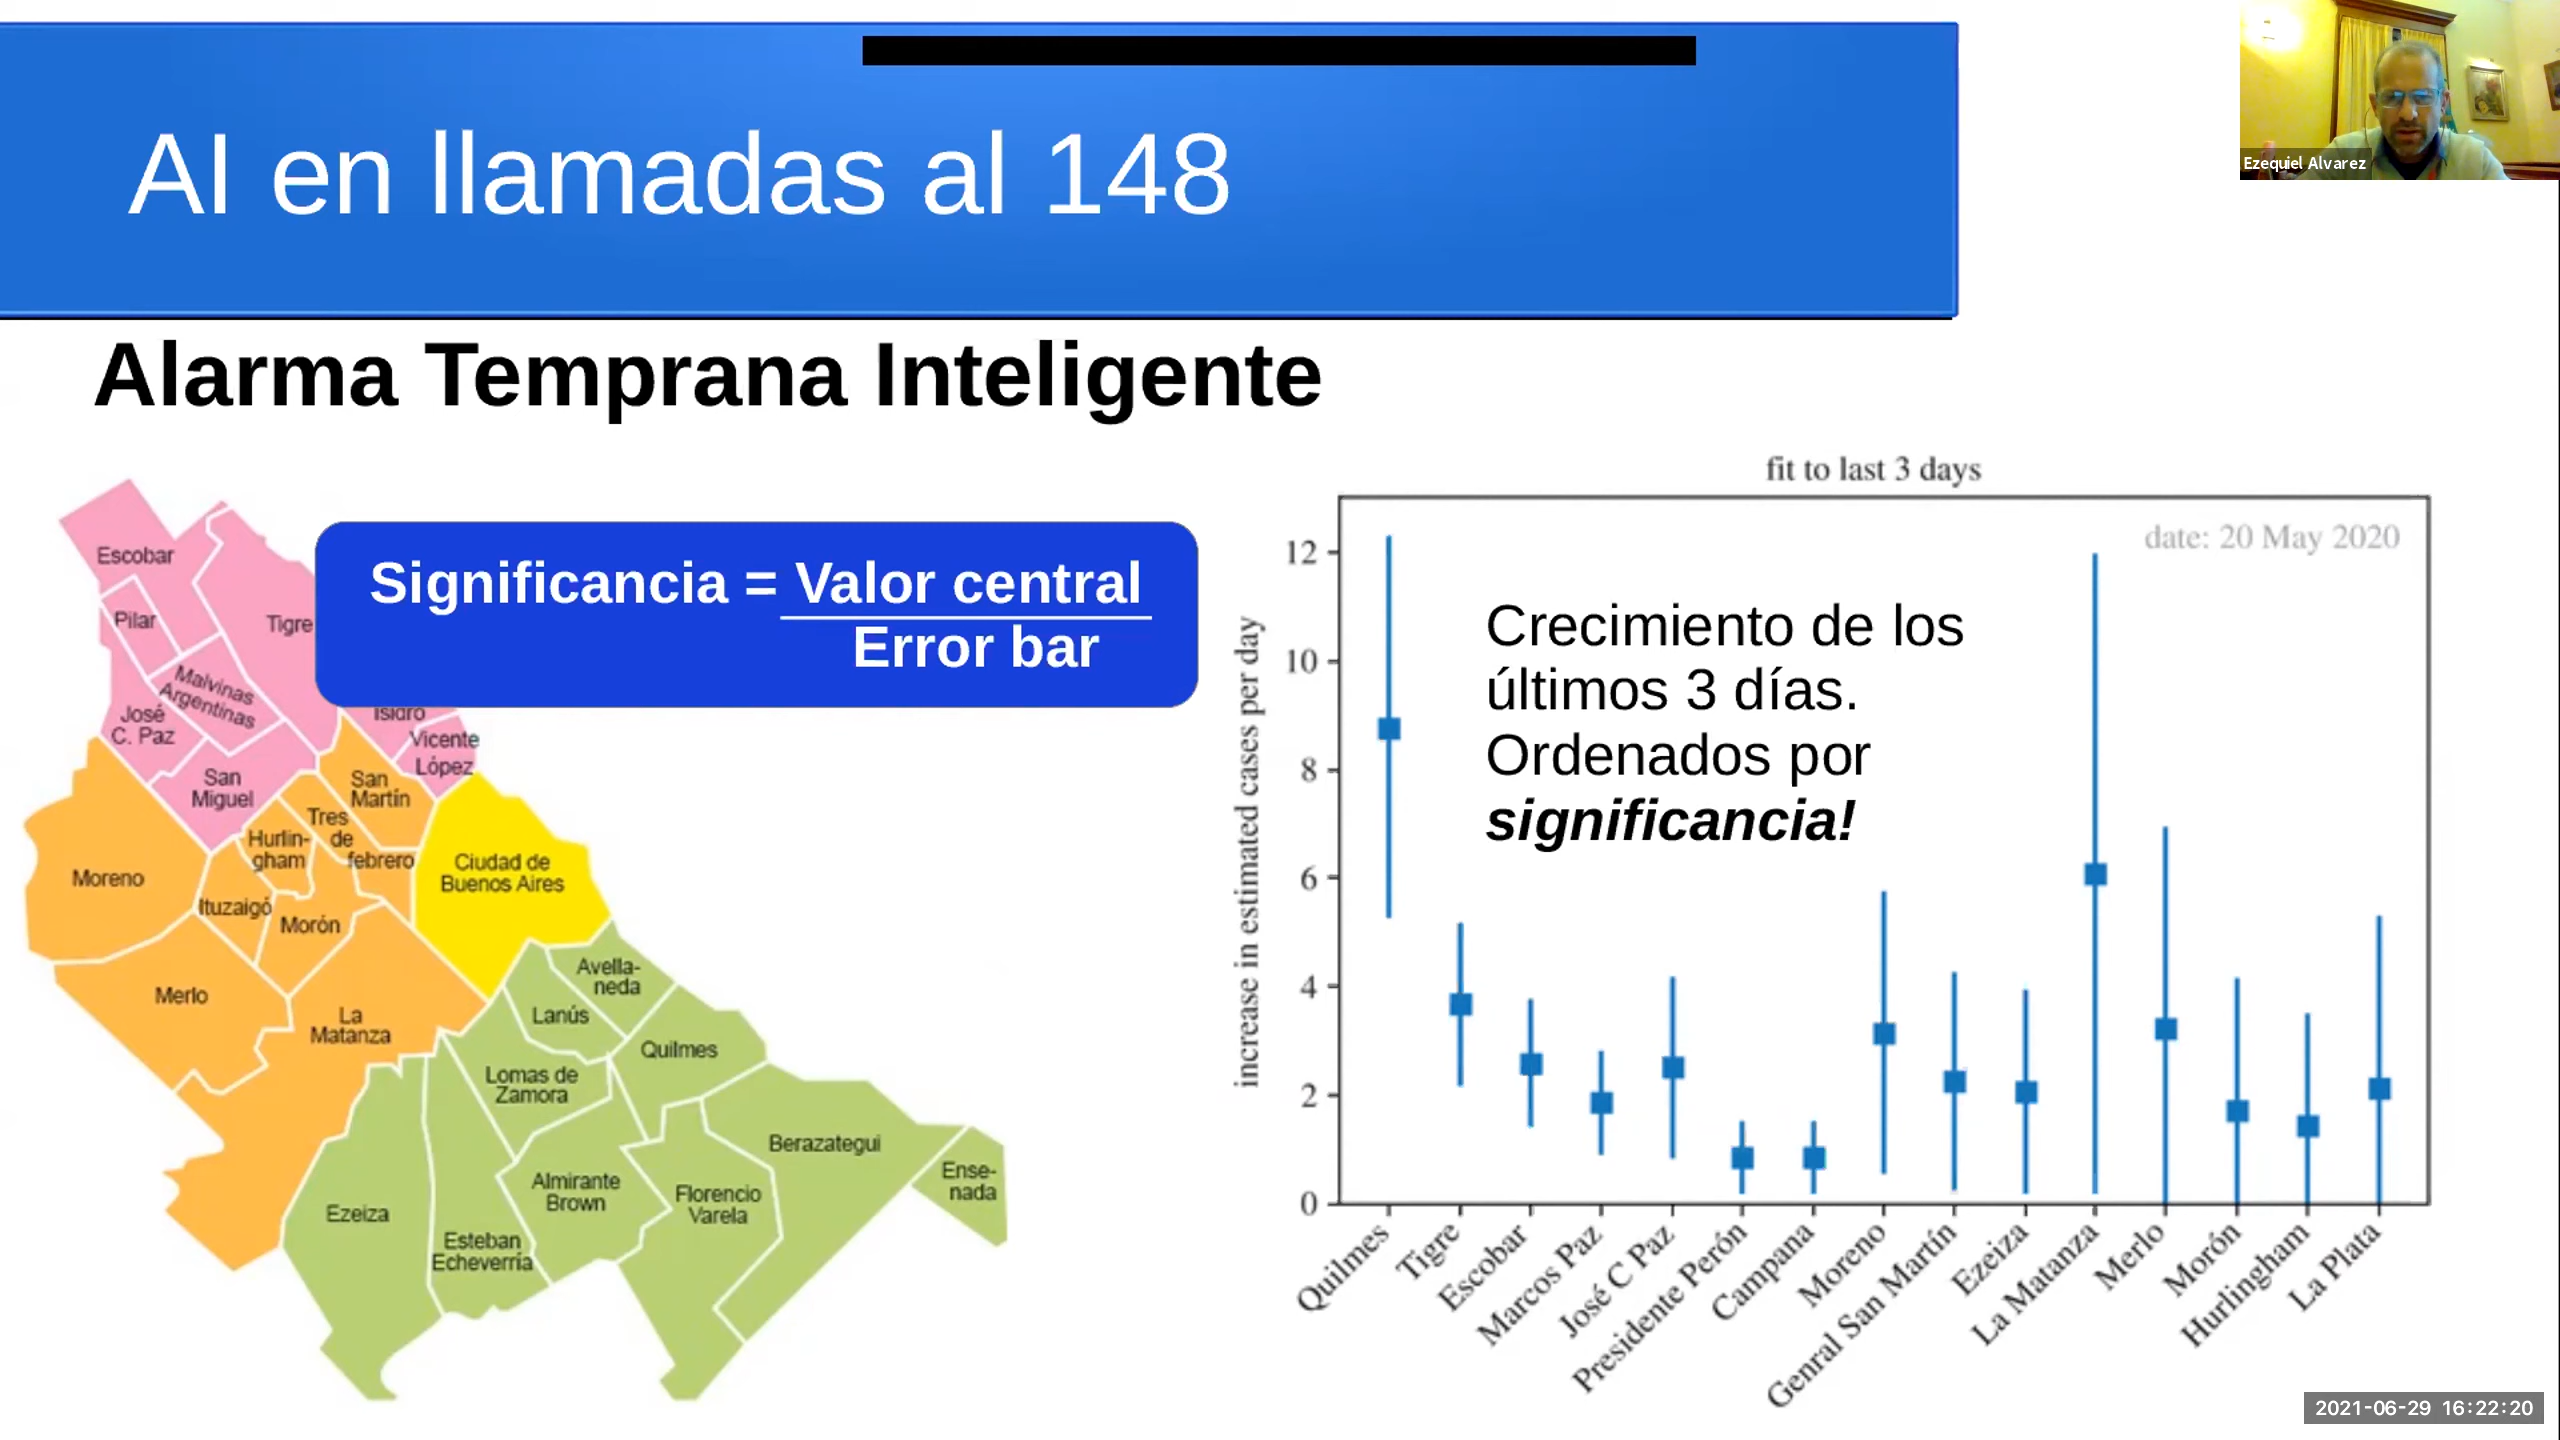 AI en llamadas al 148
Ezequiel Alvarez
Alarma Temprana Inteligente
Significancia = Valor central
Error bar
Escobar
Pilar
Tigre
Malvinas
Argentinas
José
C. Paz
Isidro
Vicente
López
San
Miguel
San
Martín
Tres
de
febrero
Hurlin-
gham
Moreno
Ituzaigó
Morón
Ciudad de
Buenos Aires
Merlo
La
Matanza
Avella-
neda
Lanús
Quilmes
Lomas de
Zamora
Berazategui
Ense-
nada
Almirante
Brown
Florencio
Varela
Ezeiza
Esteban
Echeverría
fit to last 3 days
date: 20 May 2020
Crecimiento de los
últimos 3 días.
Ordenados por
significancia!
increase in estimated cases per day
12
10
8
6
4
2
0
Quilmes
Tigre
Escobar
Marcos Paz
José C Paz
Presidente Perón
Campana
Moreno
Genral San Martín
Ezeiza
La Matanza
Merlo
Morón
Hurlingham
La Plata
2021-06-29 16:22:20